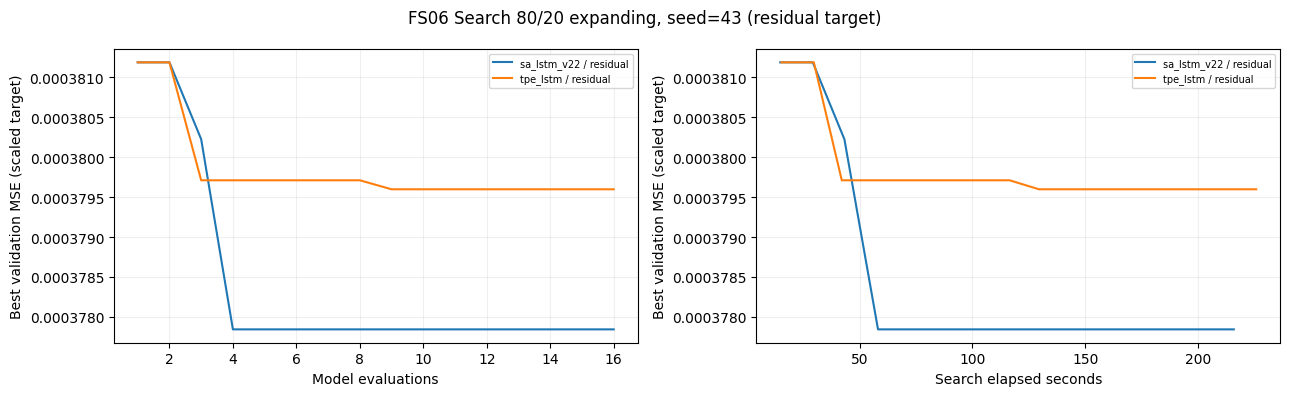 FS06 Search 80/20 expanding, seed=43 (residual target)
Best validation MSE (scaled target)
0.0003810
0.0003805
0.0003800
0.0003795
0.0003790
0.0003785
0.0003780
sa_lstm_v22 / residual
tpe_lstm / residual
2 4 6 8 10 12 14 16
Model evaluations
Best validation MSE (scaled target)
0.0003810
0.0003805
0.0003800
0.0003795
0.0003790
0.0003785
0.0003780
sa_lstm_v22 / residual
tpe_lstm / residual
50 100 150 200
Search elapsed seconds